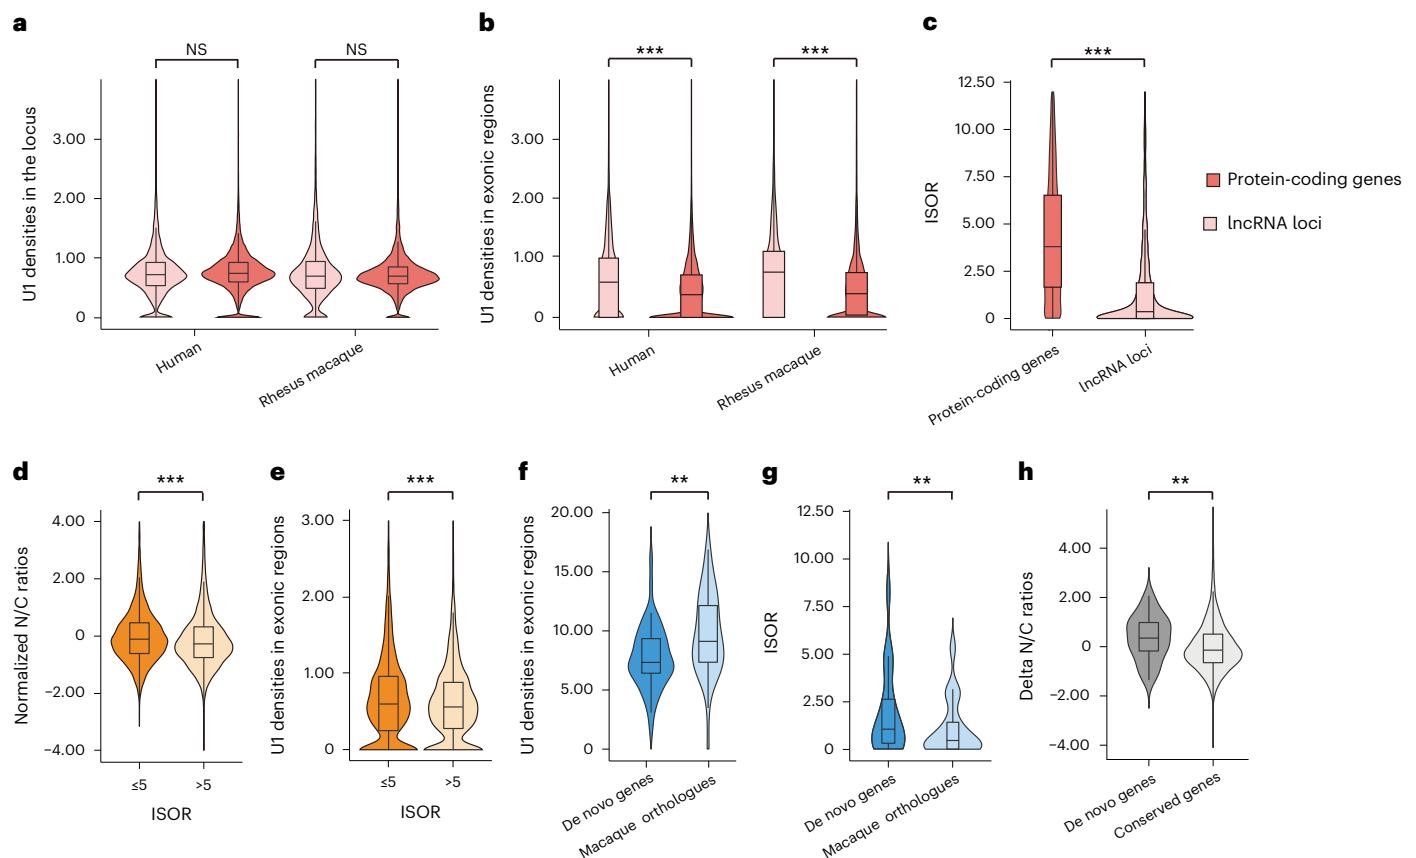 a
NS
NS
U1 densities in the locus
3.00
2.00
1.00
0
Human
Rhesus macaque
b
***
***
U1 densities in exonic regions
3.00
2.00
1.00
0
Human
Rhesus macaque
c
***
ISOR
12.50
10.00
7.50
5.00
2.50
0
Protein-coding genes
lncRNA loci
Protein-coding genes
lncRNA loci
d
***
Normalized N/C ratios
4.00
2.00
0
−2.00
−4.00
≤5
>5
ISOR
e
***
U1 densities in exonic regions
3.00
2.00
1.00
0
≤5
>5
ISOR
f
**
U1 densities in exonic regions
20.00
15.00
10.00
5.00
0
De novo genes
Macaque orthologues
g
**
ISOR
12.50
10.00
7.50
5.00
2.50
0
De novo genes
Macaque orthologues
h
**
Delta N/C ratios
4.00
2.00
0
−2.00
−4.00
De novo genes
Conserved genes